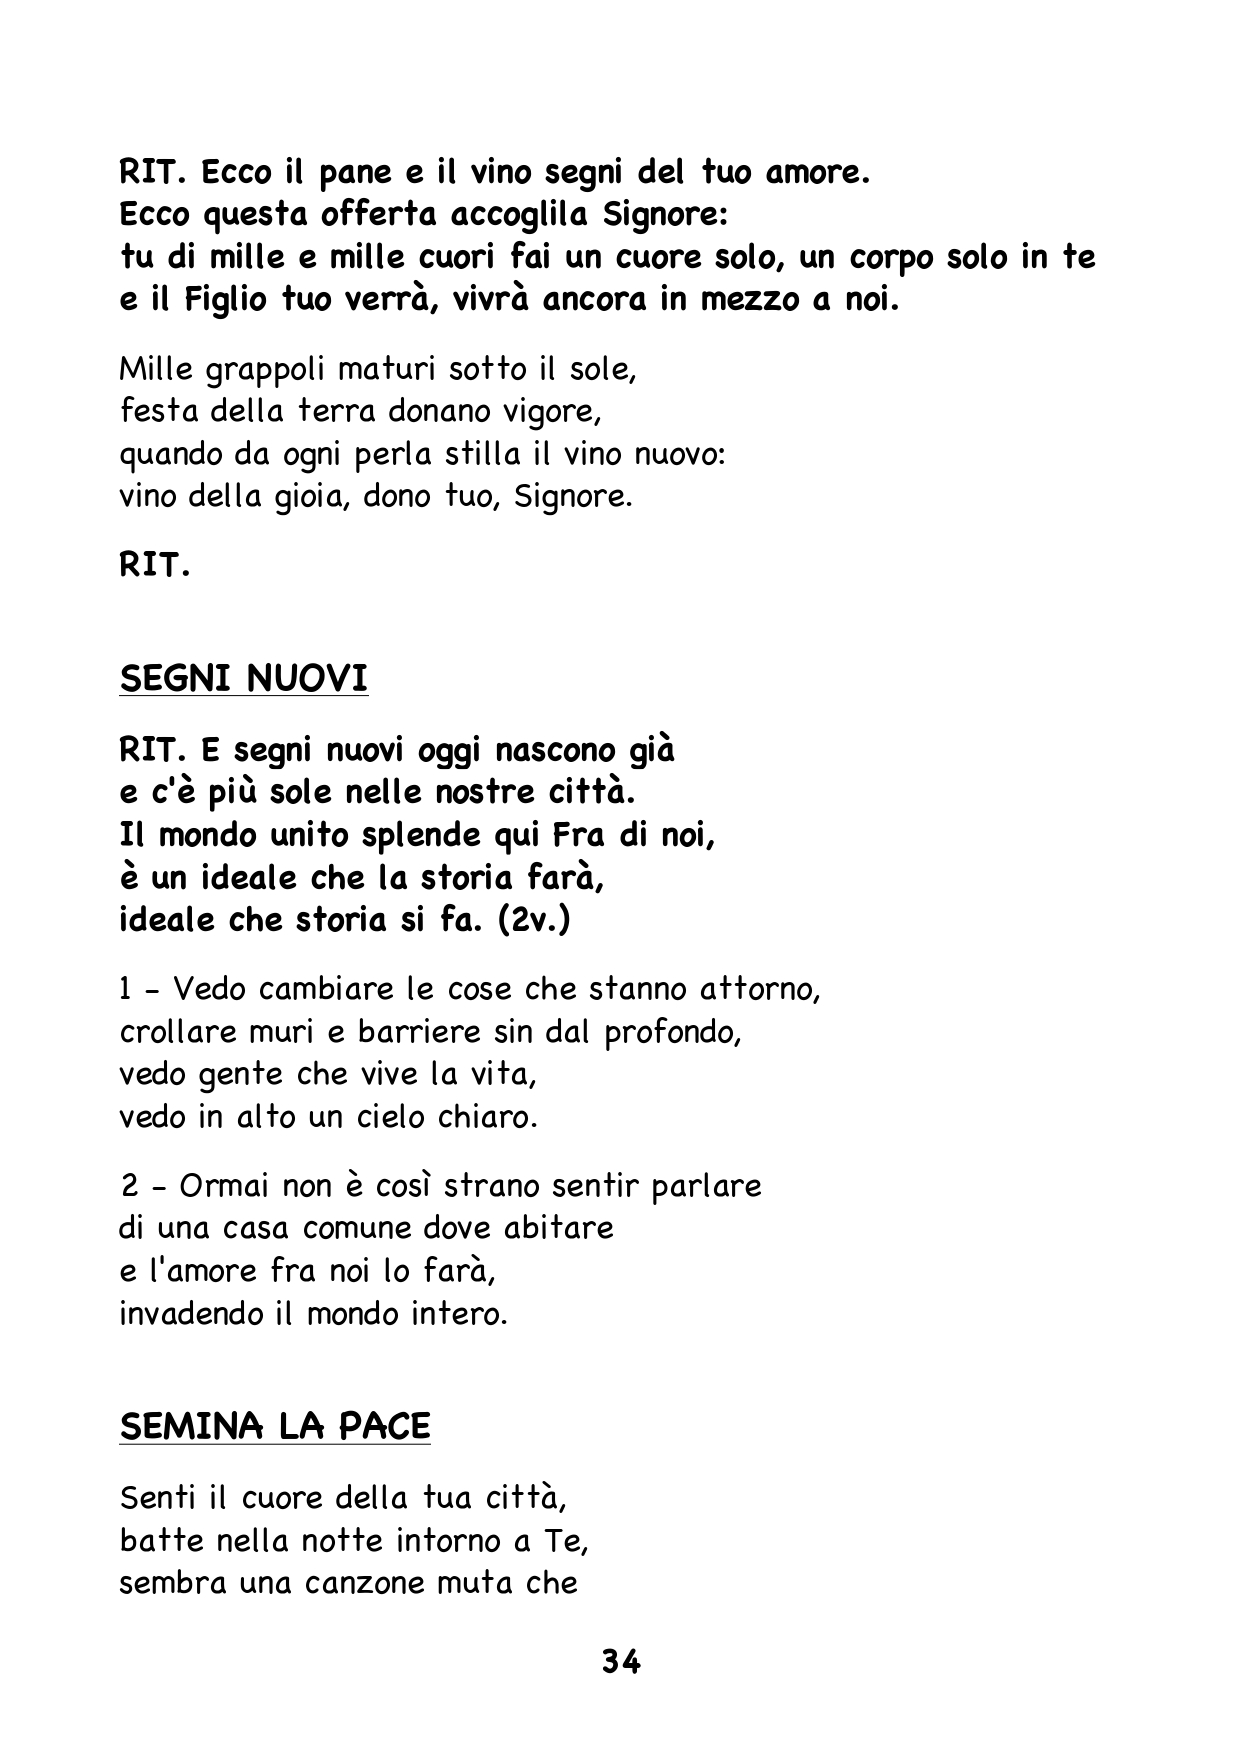 RIT. Ecco il pane e il vino segni del tuo amore.
Ecco questa offerta accoglila Signore:
tu di mille e mille cuori fai un cuore solo, un corpo solo in te
e il Figlio tuo verrà, vivrà ancora in mezzo a noi.
Mille grappoli maturi sotto il sole,
festa della terra donano vigore,
quando da ogni perla stilla il vino nuovo:
vino della gioia, dono tuo, Signore.
RIT.
SEGNI NUOVI
RIT. E segni nuovi oggi nascono già
e c'è più sole nelle nostre città.
Il mondo unito splende qui Fra di noi,
è un ideale che la storia farà,
ideale che storia si fa. (2v.)
1 - Vedo cambiare le cose che stanno attorno,
crollare muri e barriere sin dal profondo,
vedo gente che vive la vita,
vedo in alto un cielo chiaro.
2 - Ormai non è così strano sentir parlare
di una casa comune dove abitare
e l'amore fra noi lo farà,
invadendo il mondo intero.
SEMINA LA PACE
Senti il cuore della tua città,
batte nella notte intorno a Te,
sembra una canzone muta che
34